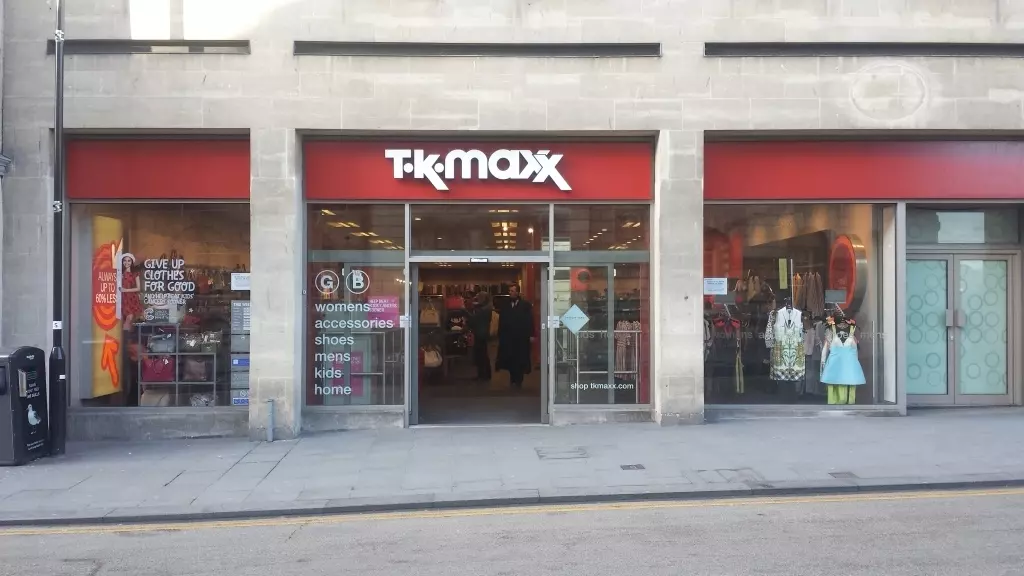 T·K·maxx
ALWAYS
UP TO
60% LESS
GIVE UP
CLOTHES
FOR GOOD
G B
womens
accessories
shoes
mens
kids
home
shop tkmaxx.com